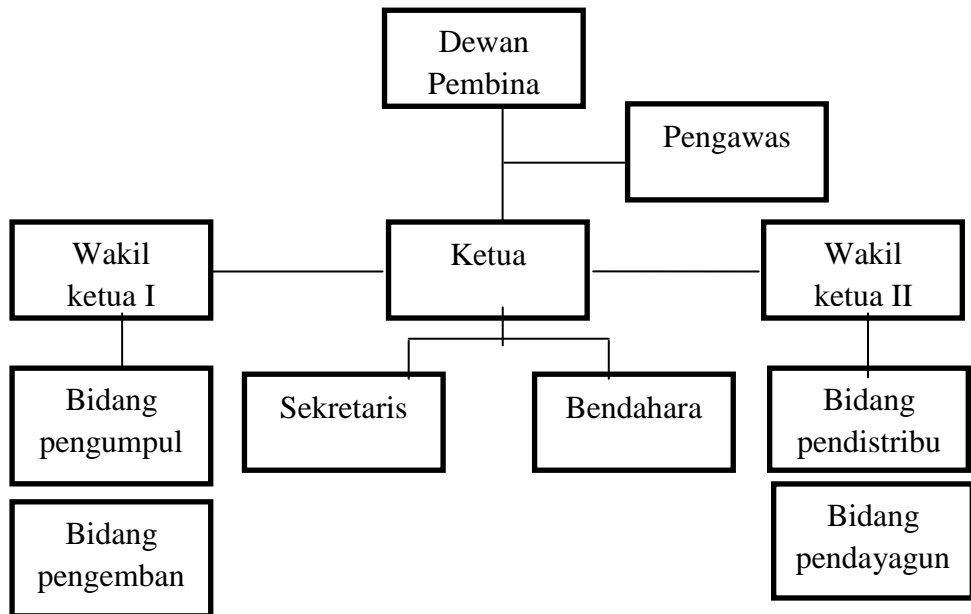 Dewan
Pembina
Pengawas
Wakil
ketua I
Ketua
Wakil
ketua II
Bidang
pengumpul
Sekretaris
Bendahara
Bidang
pendistribu
Bidang
pengemban
Bidang
pendayagun